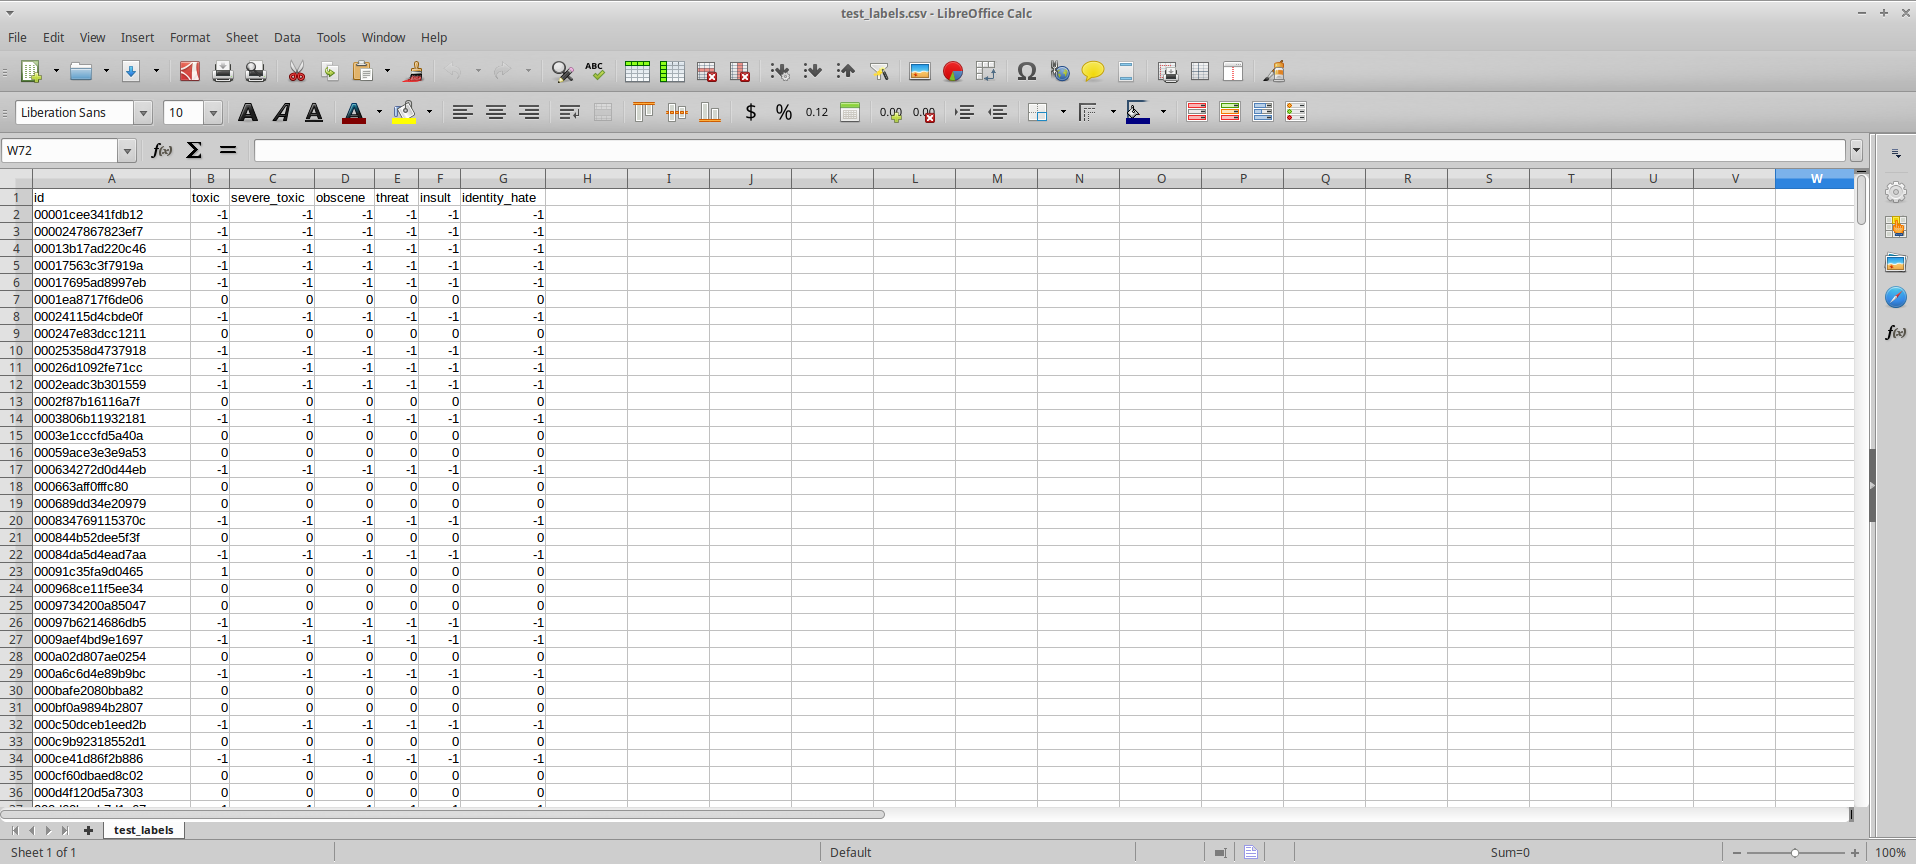 test_labels.csv - LibreOffice Calc
File Edit View Insert Format Sheet Data Tools Window Help
Liberation Sans 10 $ % 0.12 0.00 0.00
W72
A B C D E F G H I J K L M N O P Q R S T U V W
1 id toxic severe_toxic obscene threat insult identity_hate
2 00001cee341fdb12 -1 -1 -1 -1 -1 -1
3 0000247867823ef7 -1 -1 -1 -1 -1 -1
4 00013b17ad220c46 -1 -1 -1 -1 -1 -1
5 00017563c3f7919a -1 -1 -1 -1 -1 -1
6 00017695ad8997eb -1 -1 -1 -1 -1 -1
7 0001ea8717f6de06 0 0 0 0 0 0
8 00024115d4cbde0f -1 -1 -1 -1 -1 -1
9 000247e83dcc1211 0 0 0 0 0 0
10 00025358d4737918 -1 -1 -1 -1 -1 -1
11 00026d1092fe71cc -1 -1 -1 -1 -1 -1
12 0002eadc3b301559 -1 -1 -1 -1 -1 -1
13 0002f87b16116a7f 0 0 0 0 0 0
14 0003806b11932181 -1 -1 -1 -1 -1 -1
15 0003e1cccfd5a40a 0 0 0 0 0 0
16 00059ace3e3e9a53 0 0 0 0 0 0
17 000634272d0d44eb -1 -1 -1 -1 -1 -1
18 000663aff0fffc80 0 0 0 0 0 0
19 000689dd34e20979 0 0 0 0 0 0
20 000834769115370c -1 -1 -1 -1 -1 -1
21 000844b52dee5f3f 0 0 0 0 0 0
22 00084da5d4ead7aa -1 -1 -1 -1 -1 -1
23 00091c35fa9d0465 1 0 0 0 0 0
24 000968ce11f5ee34 0 0 0 0 0 0
25 0009734200a85047 0 0 0 0 0 0
26 00097b6214686db5 -1 -1 -1 -1 -1 -1
27 0009aef4bd9e1697 -1 -1 -1 -1 -1 -1
28 000a02d807ae0254 0 0 0 0 0 0
29 000a6c6d4e89b9bc -1 -1 -1 -1 -1 -1
30 000bafe2080bba82 0 0 0 0 0 0
31 000bf0a9894b2807 0 0 0 0 0 0
32 000c50dceb1eed2b -1 -1 -1 -1 -1 -1
33 000c9b92318552d1 0 0 0 0 0 0
34 000ce41d86f2b886 -1 -1 -1 -1 -1 -1
35 000cf60dbaed8c02 0 0 0 0 0 0
36 000d4f120d5a7303 0 0 0 0 0 0
test_labels
Sheet 1 of 1 Default Sum=0 100%